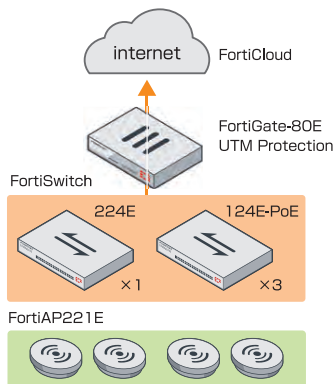 internet
FortiCloud
FortiGate-80E
UTM Protection
FortiSwitch
224E
124E-PoE
×1
×3
FortiAP221E